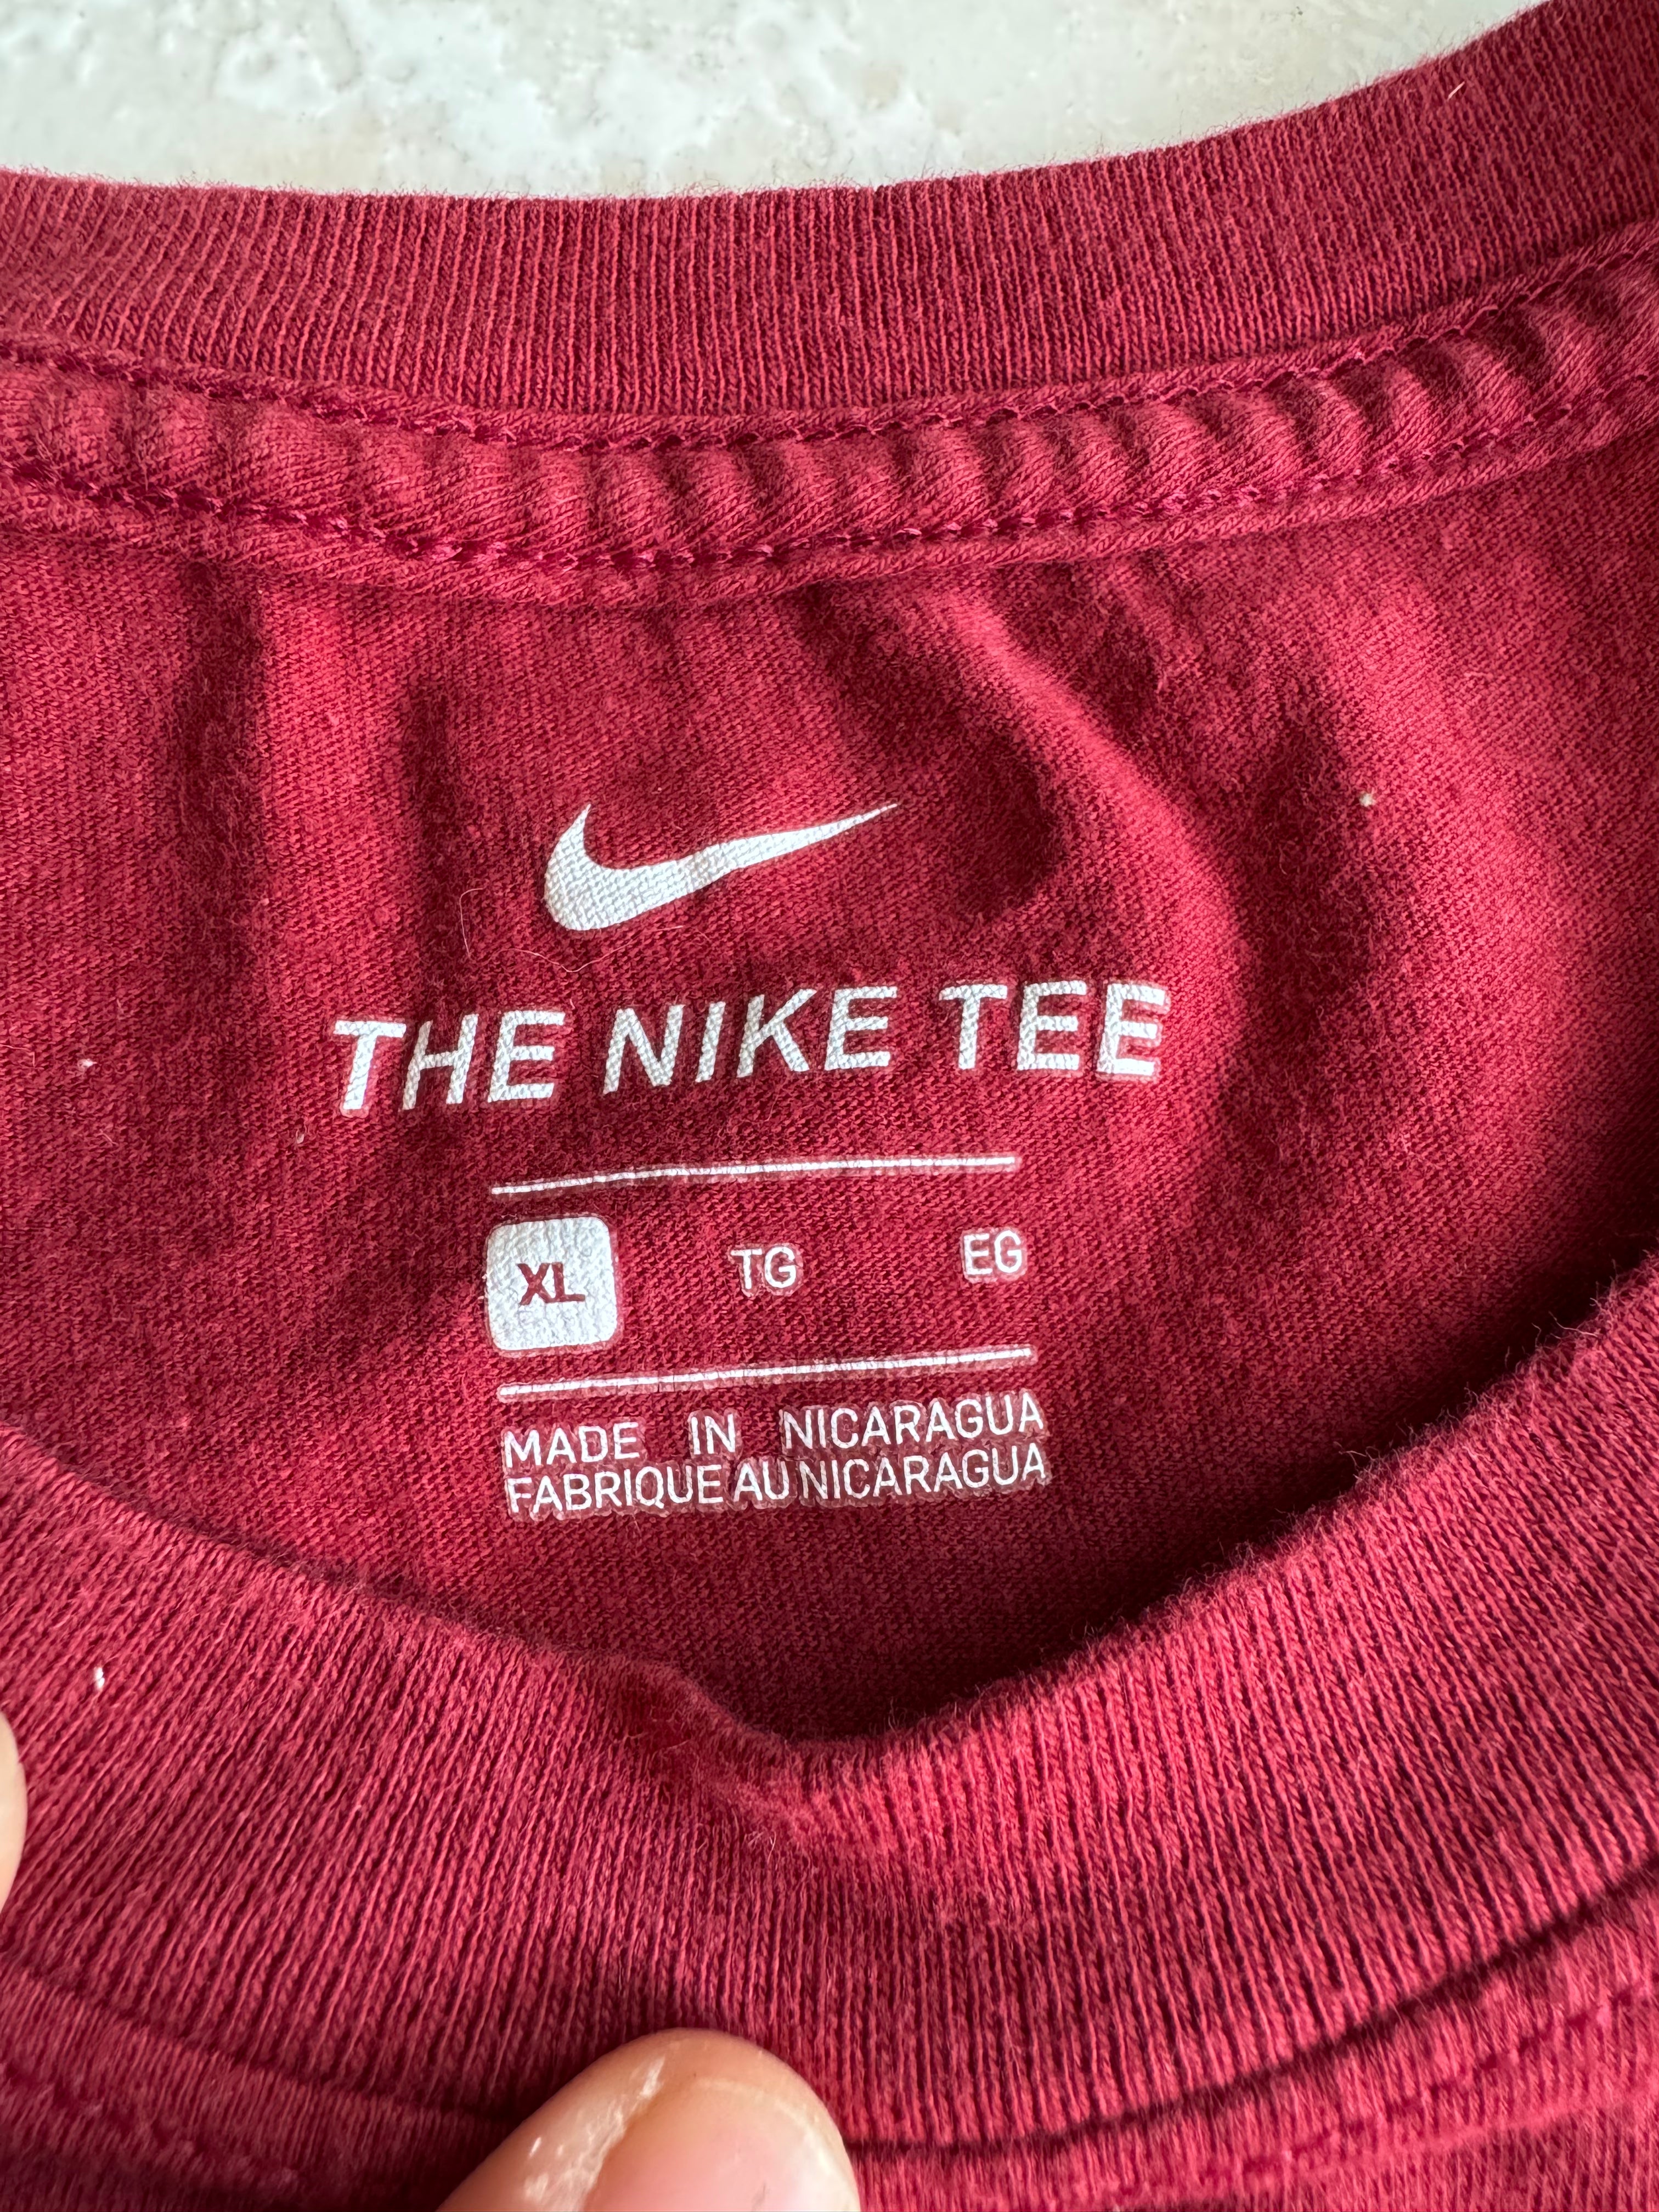 THE NIKE TEE
XL TG EG
MADE IN NICARAGUA
FABRIQUE AU NICARAGUA